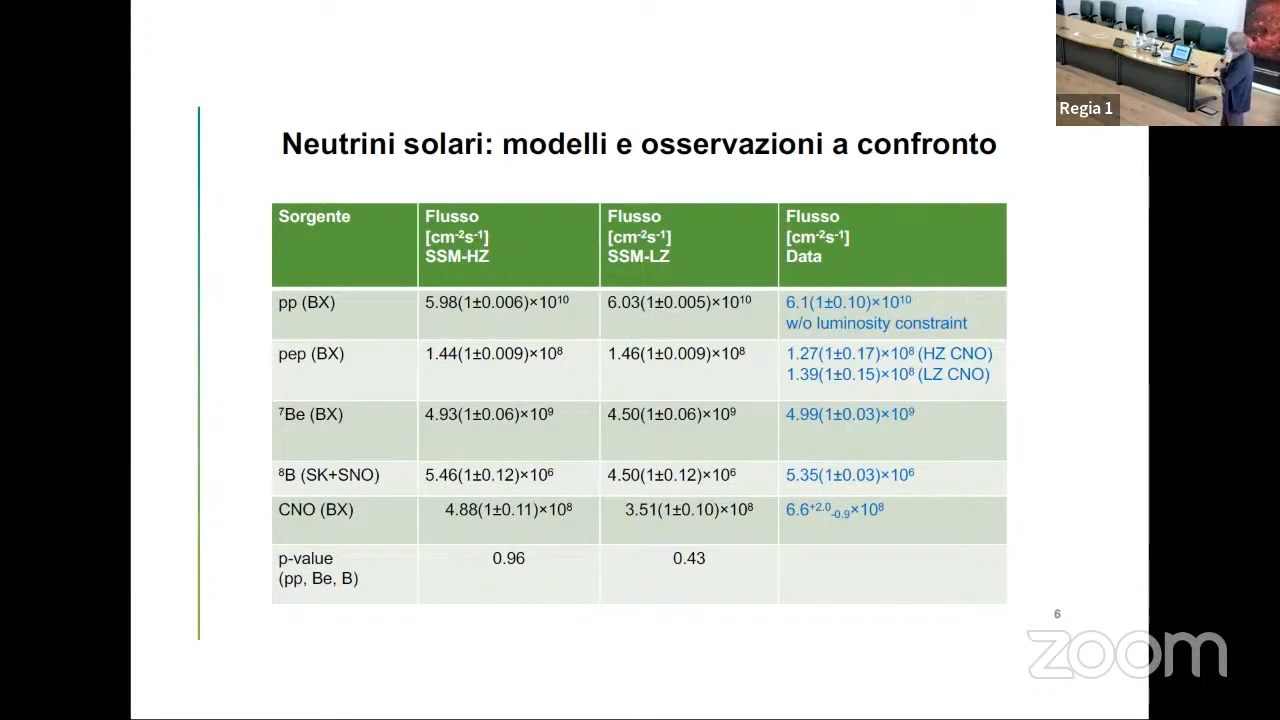 Regia 1
Neutrini solari: modelli e osservazioni a confronto
Sorgente
Flusso
[cm⁻²s⁻¹]
SSM-HZ
Flusso
[cm⁻²s⁻¹]
SSM-LZ
Flusso
[cm⁻²s⁻¹]
Data
pp (BX)
5.98(1±0.006)×10¹⁰
6.03(1±0.005)×10¹⁰
6.1(1±0.10)×10¹⁰
w/o luminosity constraint
pep (BX)
1.44(1±0.009)×10⁸
1.46(1±0.009)×10⁸
1.27(1±0.17)×10⁸ (HZ CNO)
1.39(1±0.15)×10⁸ (LZ CNO)
⁷Be (BX)
4.93(1±0.06)×10⁹
4.50(1±0.06)×10⁹
4.99(1±0.03)×10⁹
⁸B (SK+SNO)
5.46(1±0.12)×10⁶
4.50(1±0.12)×10⁶
5.35(1±0.03)×10⁶
CNO (BX)
4.88(1±0.11)×10⁸
3.51(1±0.10)×10⁸
6.6⁺²·⁰₋₀.₉×10⁸
p-value
(pp, Be, B)
0.96
0.43
6
zoom